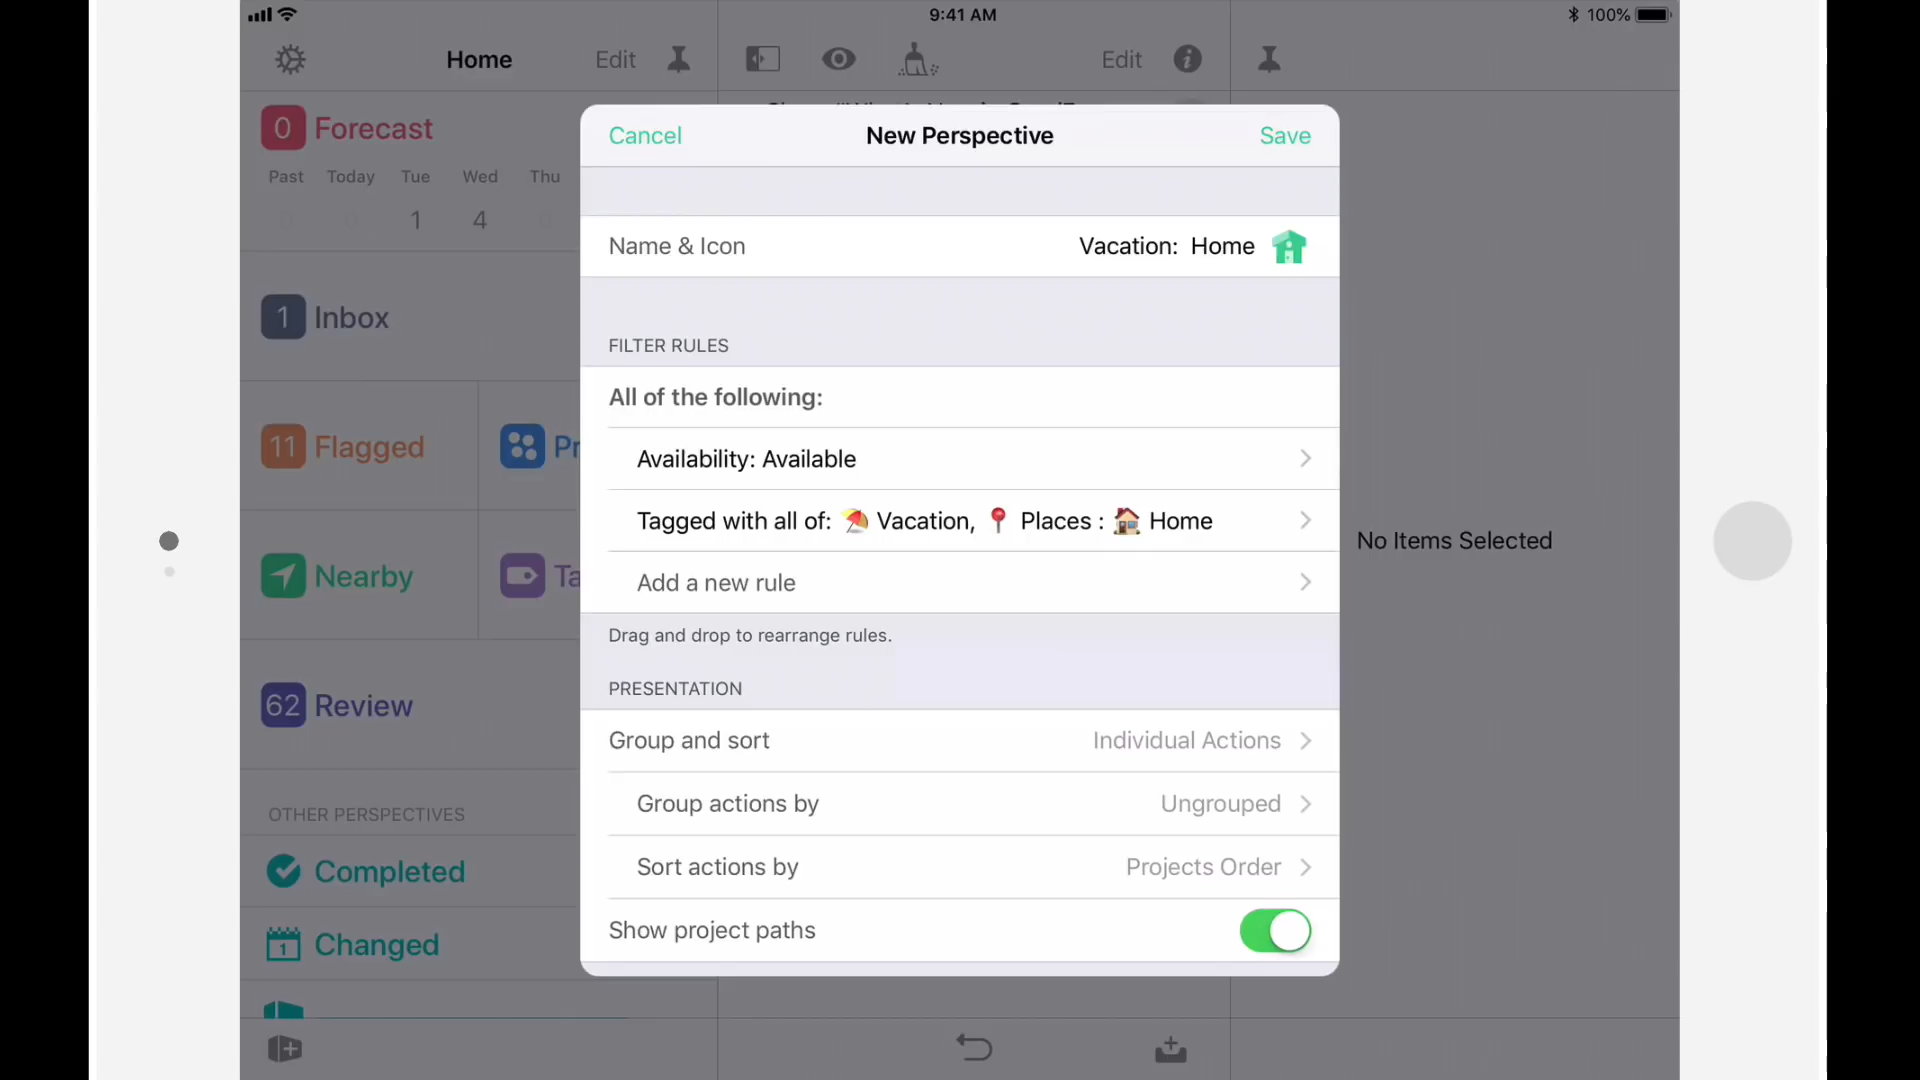 9:41 AM
100%
Home
Edit
Edit
0 Forecast
Past Today Tue Wed Thu
0 0 1 4 0
1 Inbox
11 Flagged
Nearby
62 Review
OTHER PERSPECTIVES
Completed
1 Changed
Cancel
New Perspective
Save
Name & Icon
Vacation: Home
FILTER RULES
All of the following:
Availability: Available
Tagged with all of: ⛱️ Vacation, 📍 Places : 🏠 Home
Add a new rule
Drag and drop to rearrange rules.
PRESENTATION
Group and sort
Individual Actions
Group actions by
Ungrouped
Sort actions by
Projects Order
Show project paths
No Items Selected